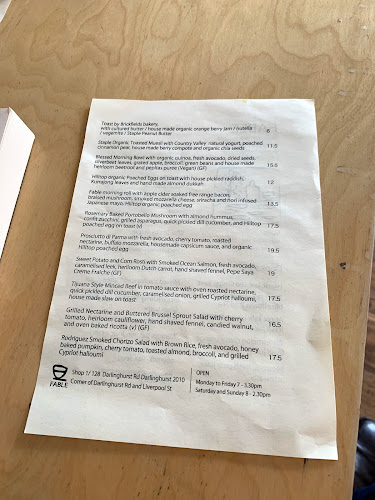 Toast by Brickfields bakery,
with cultured butter / house made organic orange berry jam / nutella
/ vegemite / Staple Peanut Butter 8
Staple Organic Toasted Muesli with Country Valley natural yogurt, poached
cinnamon pear, house made berry compote and organic chia seeds 11.5
Blessed Morning Bowl with organic quinoa, fresh avocado, dried seeds,
silverbeet leaves, grated apple, broccoli, green beans and house made 15.5
heirloom beetroot and pepitas puree (Vegan) (GF)
Hilltop organic Poached Eggs on toast with house pickled raddish, 12
Kurrajong leaves and hand made almond dukkah
Fable morning roll with apple cider soaked free range bacon,
braised mushroom, smoked mozzarella cheese, sriracha and nori infused 13.5
Japanese mayo, Hilltop organic poached egg
Rosemary Baked Portobello Mushroom with almond hummus,
confit zucchini, grilled asparagus, quick pickled dill cucumber, and Hilltop 17.5
poached egg on toast (v)
Prosciutto di Parma with fresh avocado, cherry tomato, roasted
nectarine, buffalo mozzarella, housemade capsicum sauce, and organic 19.5
Hilltop poached egg
Sweet Potato and Corn Rosti with Smoked Ocean Salmon, fresh avocado,
caramelised leek, heirloom Dutch carrot, hand shaved fennel, Pepe Saya 19
Creme Fraiche (GF)
Tijuana Style Minced Beef in tomato sauce with oven roasted nectarine,
quick pickled dill cucumber, caramelised onion, grilled Cypriot halloumi, 17.5
house made slaw on toast
Grilled Nectarine and Buttered Brussel Sprout Salad with cherry
tomato, heirloom cauliflower, hand shaved fennel, candied walnut, 16.5
and oven baked ricotta (v) (GF)
Rodriguez Smoked Chorizo Salad with Brown Rice, fresh avocado, honey
baked pumpkin, cherry tomato, toasted almond, broccoli, and grilled 17.5
Cypriot halloumi
FABLE
Shop 1/ 128 Darlinghurst Rd Darlinghurst 2010
Corner of Darlinghurst Rd and Liverpool St
OPEN
Monday to Friday 7 - 3.30pm
Saturday and Sunday 8 - 2.30pm